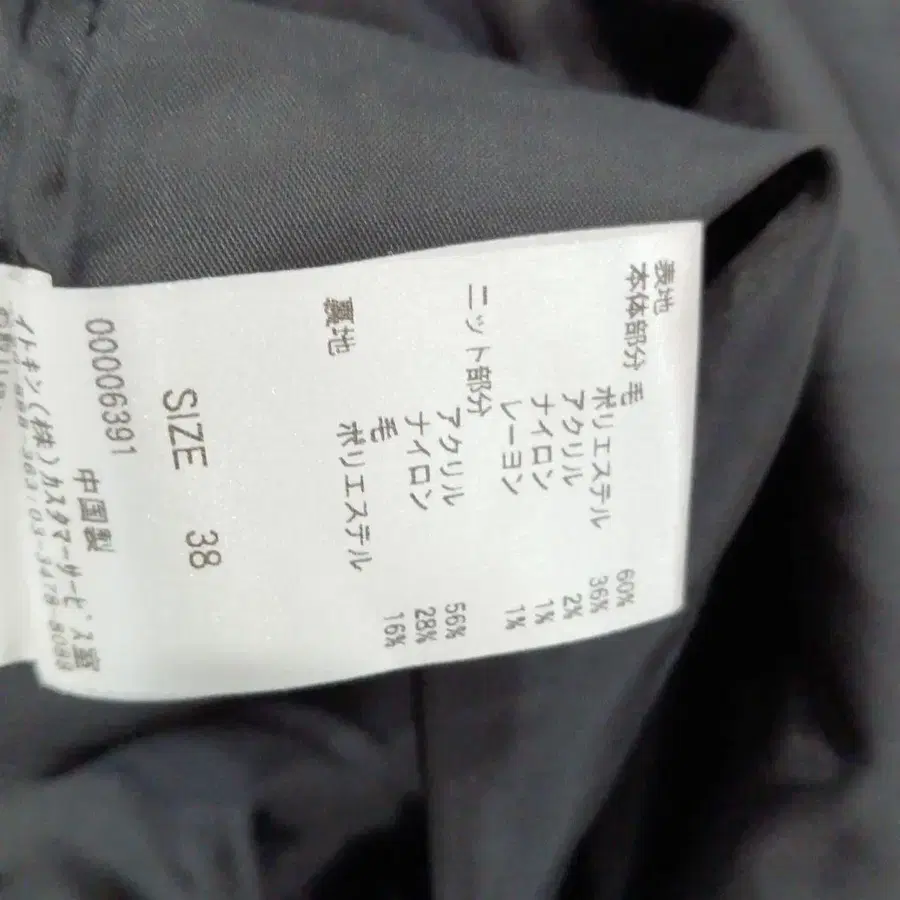 表地
本体部分 毛 60%
ポリエステル 36%
アクリル 2%
ナイロン 1%
レーヨン 1%
ニット部分
アクリル 56%
ナイロン 28%
毛 16%
裏地
ポリエステル
SIZE 38
00006391 中国製
イトキン(株)カスタマーサービス室
03-3478-8088